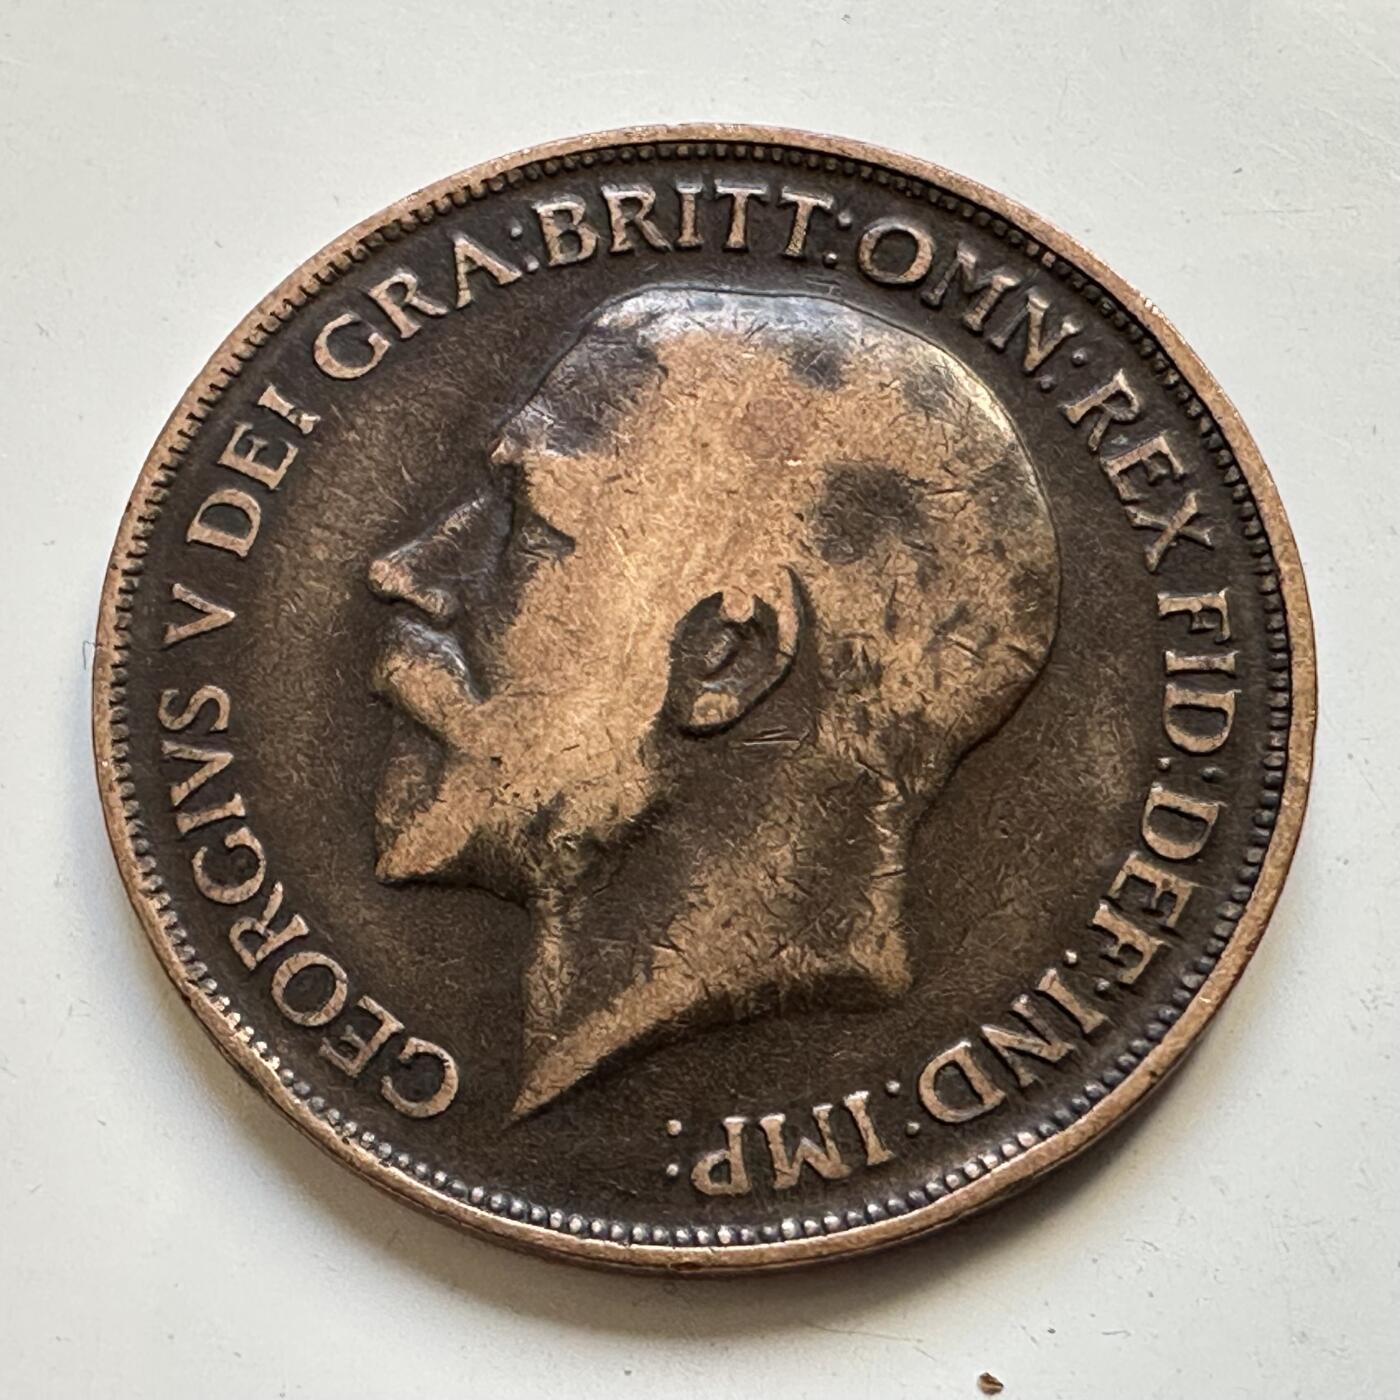 GEORGIVS V DEI GRA:BRITT:OMN:REX FID:DEF:IND:IMP: